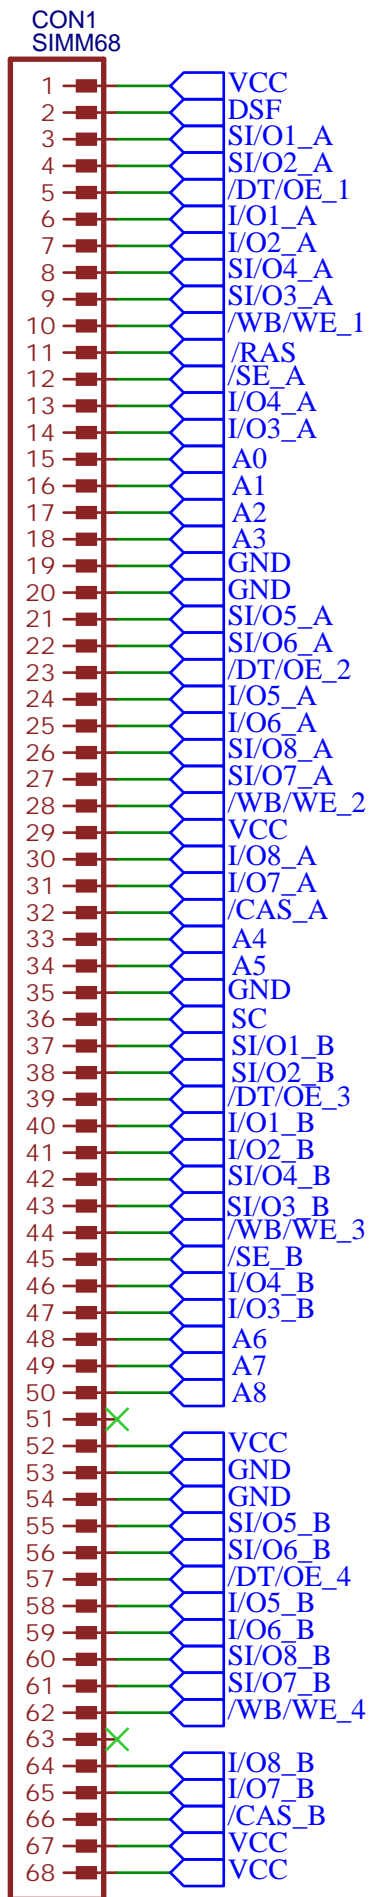 CON1
SIMM68
1 VCC
2 DSF
3 SI/O1_A
4 SI/O2_A
5 /DT/OE_1
6 I/O1_A
7 I/O2_A
8 SI/O4_A
9 SI/O3_A
10 /WB/WE_1
11 /RAS
12 /SE_A
13 I/O4_A
14 I/O3_A
15 A0
16 A1
17 A2
18 A3
19 GND
20 GND
21 SI/O5_A
22 SI/O6_A
23 /DT/OE_2
24 I/O5_A
25 I/O6_A
26 SI/O8_A
27 SI/O7_A
28 /WB/WE_2
29 VCC
30 I/O8_A
31 I/O7_A
32 /CAS_A
33 A4
34 A5
35 GND
36 SC
37 SI/O1_B
38 SI/O2_B
39 /DT/OE_3
40 I/O1_B
41 I/O2_B
42 SI/O4_B
43 SI/O3_B
44 /WB/WE_3
45 /SE_B
46 I/O4_B
47 I/O3_B
48 A6
49 A7
50 A8
51
52 VCC
53 GND
54 GND
55 SI/O5_B
56 SI/O6_B
57 /DT/OE_4
58 I/O5_B
59 I/O6_B
60 SI/O8_B
61 SI/O7_B
62 /WB/WE_4
63
64 I/O8_B
65 I/O7_B
66 /CAS_B
67 VCC
68 VCC